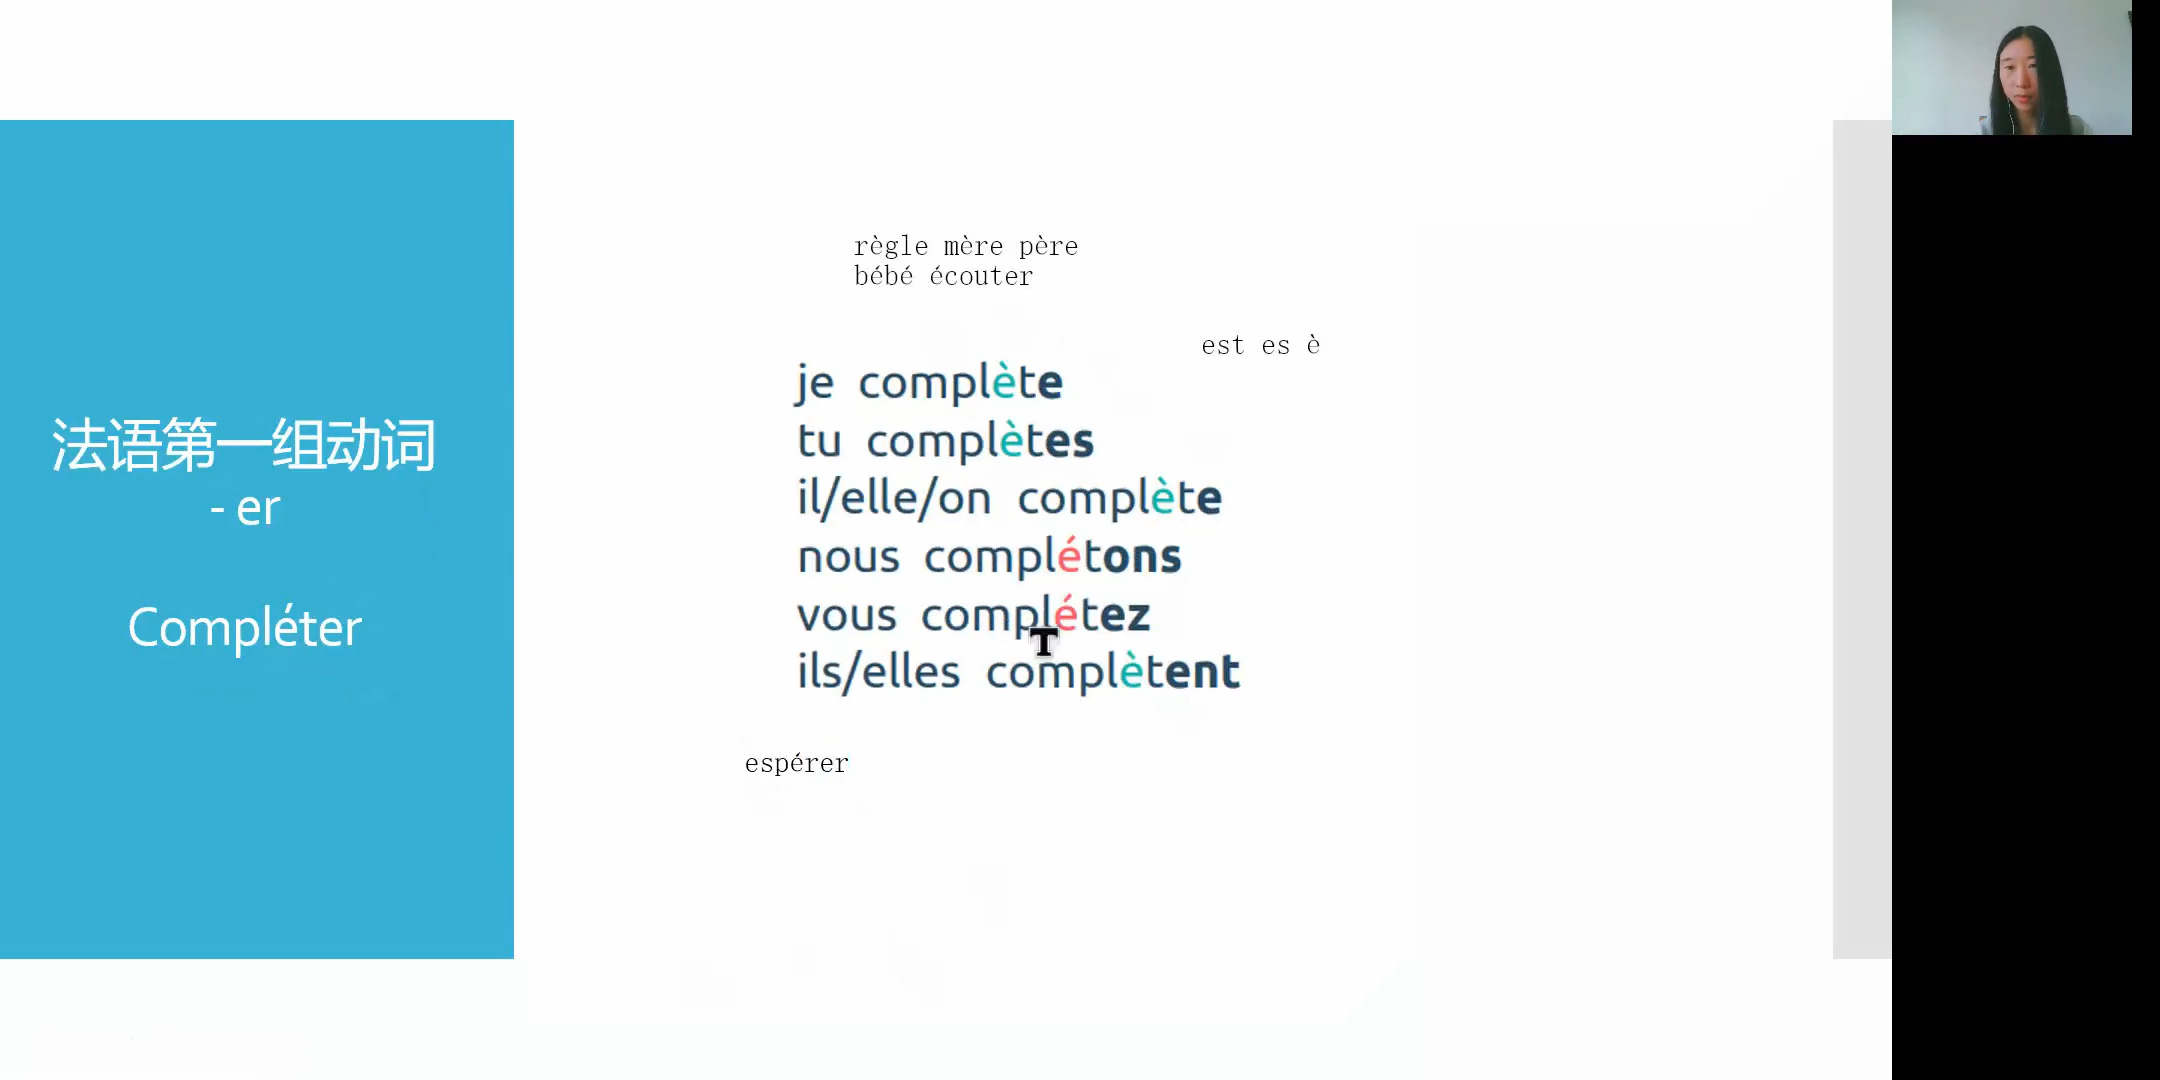 法语第一组动词
- er
Compléter
règle mère père
bébé écouter
est es è
je complète
tu complètes
il/elle/on complète
nous complétons
vous complétez
ils/elles complètent
espérer